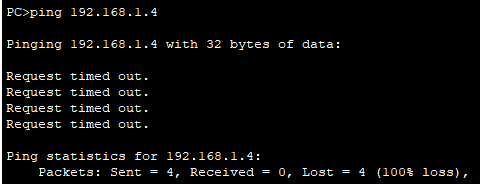 PC>ping 192.168.1.4
Pinging 192.168.1.4 with 32 bytes of data:
Request timed out.
Request timed out.
Request timed out.
Request timed out.
Ping statistics for 192.168.1.4:
Packets: Sent = 4, Received = 0, Lost = 4 (100% loss),